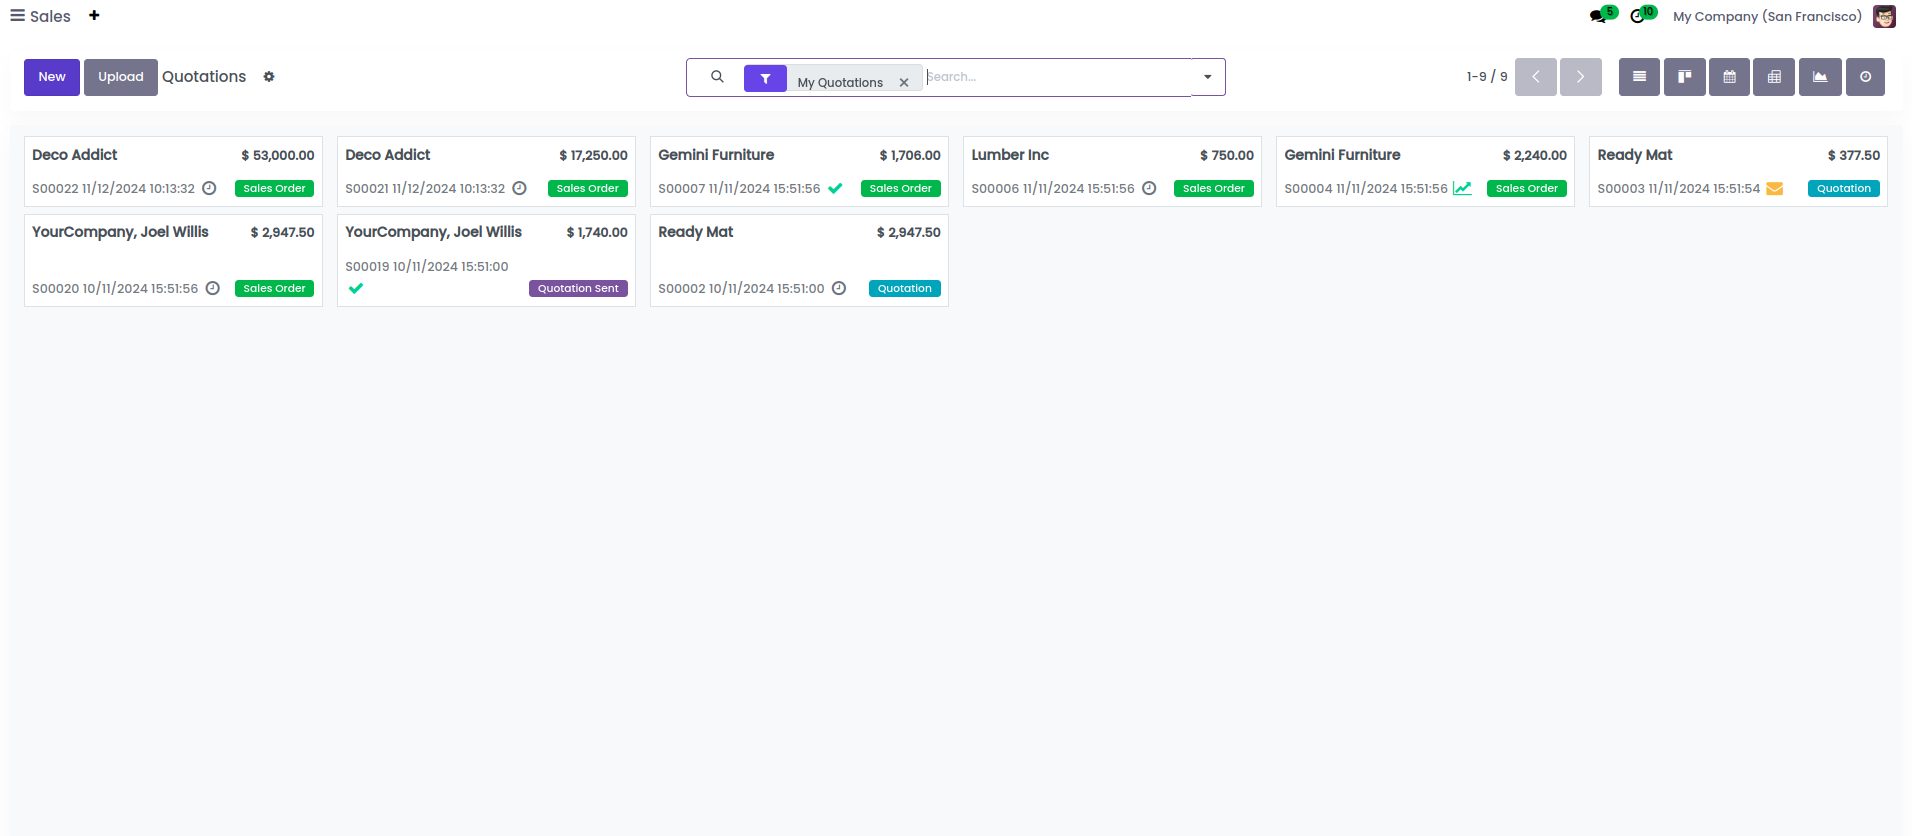 Sales
5
10
My Company (San Francisco)
New
Upload
Quotations
My Quotations
Search...
1-9 / 9
Deco Addict
$ 53,000.00
S00022 11/12/2024 10:13:32
Sales Order
Deco Addict
$ 17,250.00
S00021 11/12/2024 10:13:32
Sales Order
Gemini Furniture
$ 1,706.00
S00007 11/11/2024 15:51:56
Sales Order
Lumber Inc
$ 750.00
S00006 11/11/2024 15:51:56
Sales Order
Gemini Furniture
$ 2,240.00
S00004 11/11/2024 15:51:56
Sales Order
Ready Mat
$ 377.50
S00003 11/11/2024 15:51:54
Quotation
YourCompany, Joel Willis
$ 2,947.50
S00020 10/11/2024 15:51:56
Sales Order
YourCompany, Joel Willis
$ 1,740.00
S00019 10/11/2024 15:51:00
Quotation Sent
Ready Mat
$ 2,947.50
S00002 10/11/2024 15:51:00
Quotation